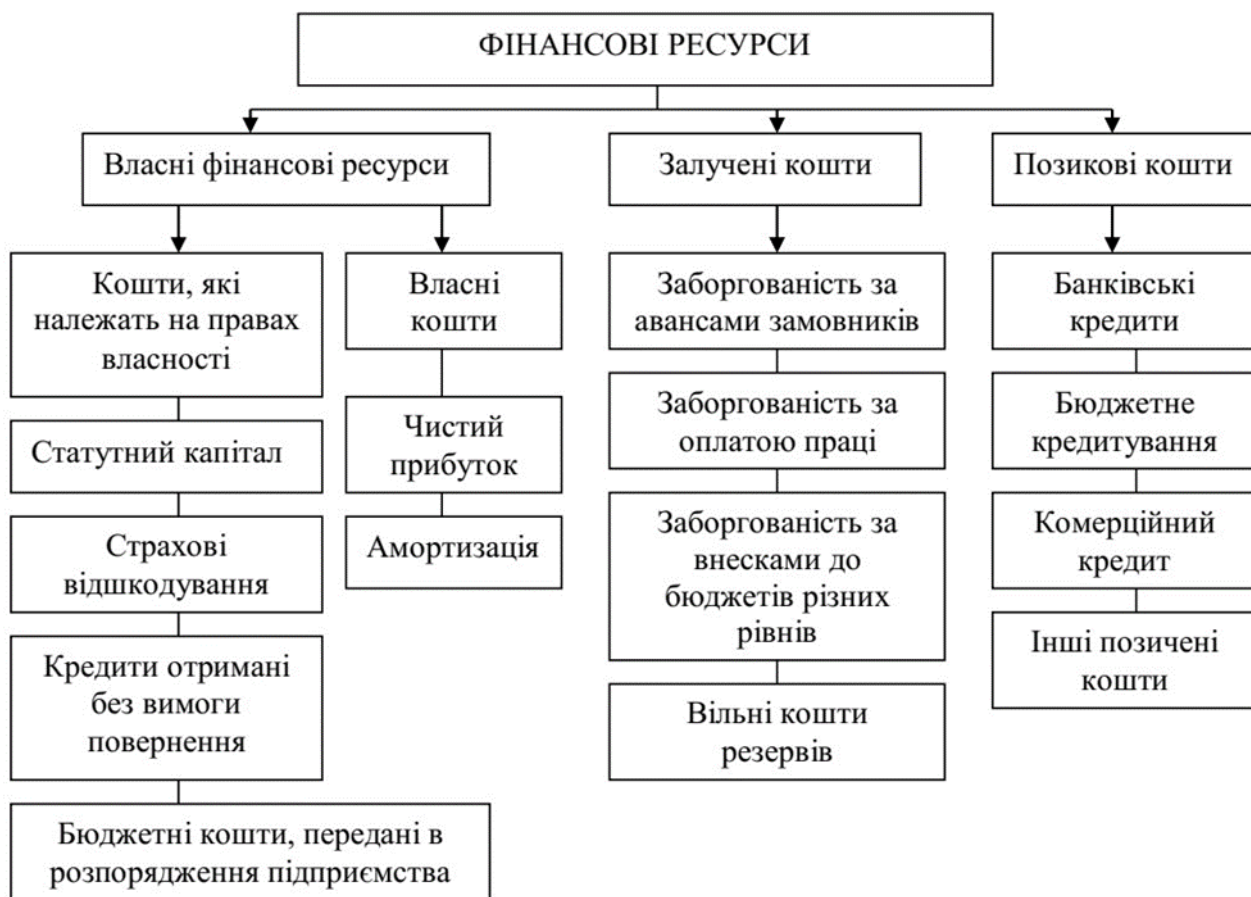 ФІНАНСОВІ РЕСУРСИ
Власні фінансові ресурси
Залучені кошти
Позикові кошти
Кошти, які
належать на правах
власності
Власні
кошти
Заборгованість за
авансами замовників
Банківські
кредити
Статутний капітал
Чистий
прибуток
Заборгованість за
оплатою праці
Бюджетне
кредитування
Страхові
відшкодування
Амортизація
Заборгованість за
внесками до
бюджетів різних
рівнів
Комерційний
кредит
Кредити отримані
без вимоги
повернення
Вільні кошти
резервів
Інші позичені
кошти
Бюджетні кошти, передані в
розпорядження підприємства